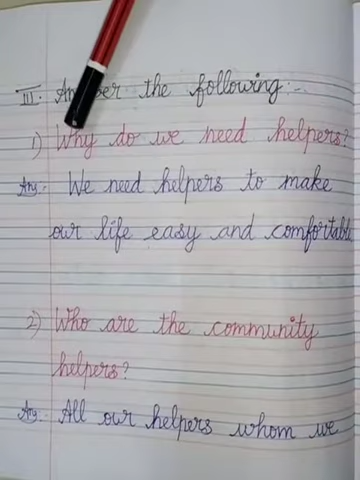 III. Answer the following:-
1) Why do we need helpers?
Ans:- We need helpers to make
our life easy and comfortable
2) Who are the community
helpers?
Ans:- All our helpers whom we